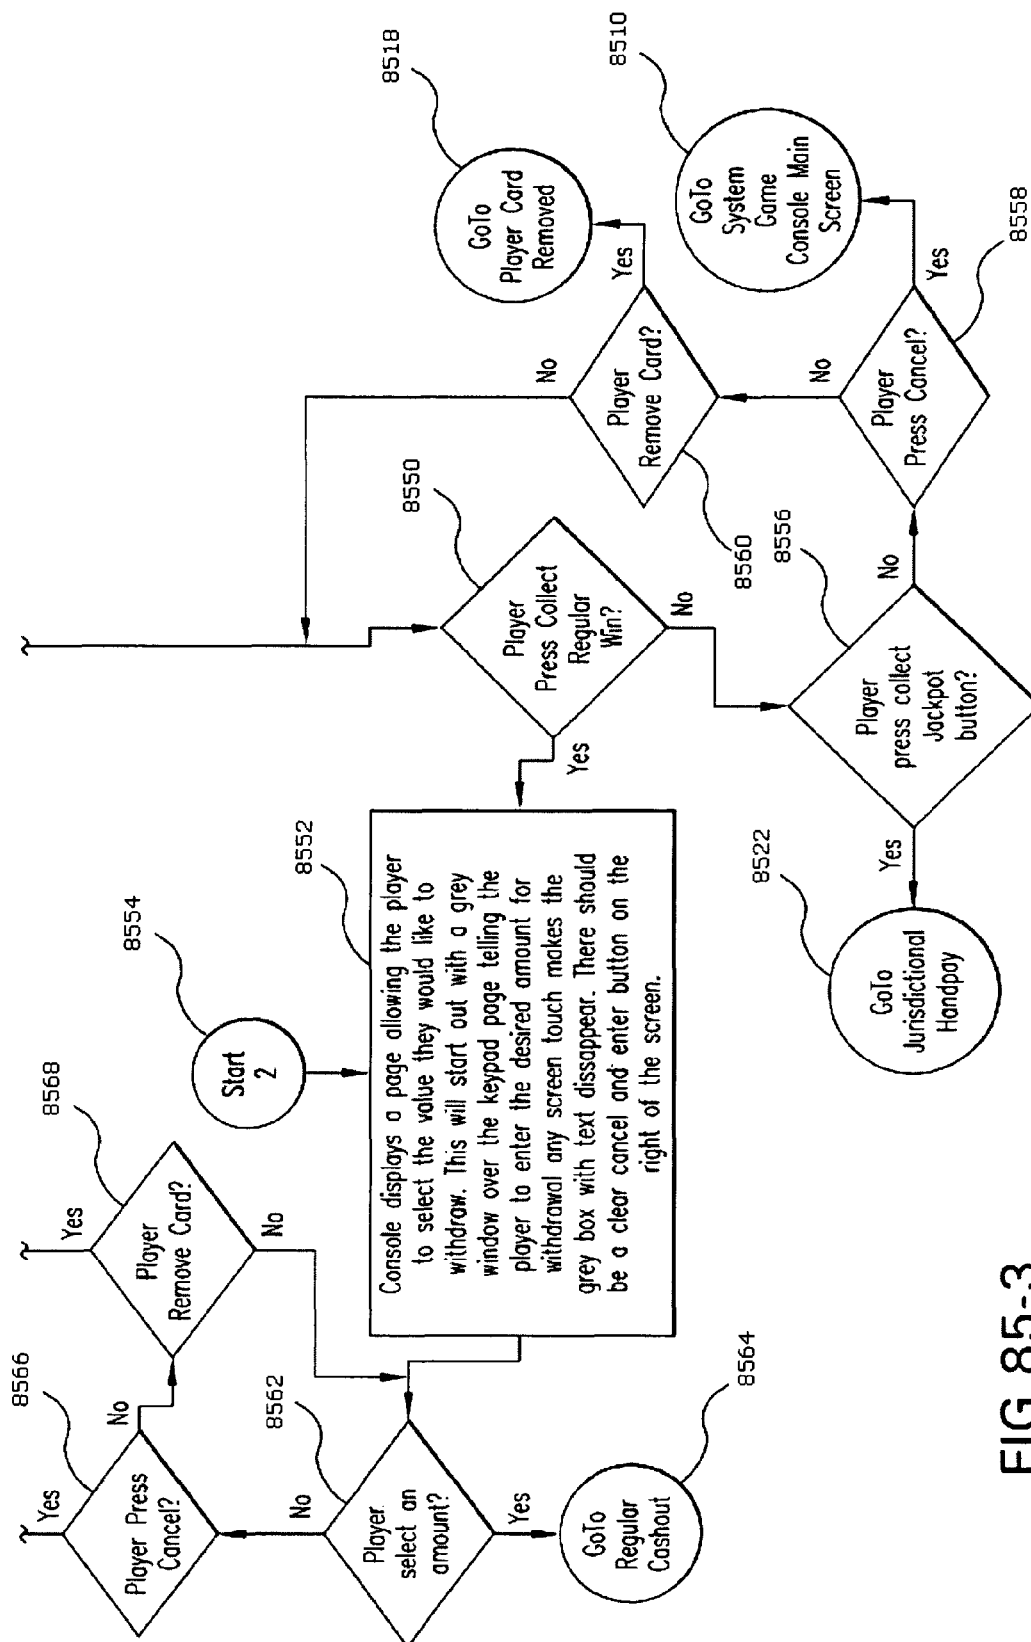 8518
GoTo
Player Card
Removed
8510
GoTo
System
Game
Console Main
Screen
Yes
Yes
8558
Player
Remove Card?
No
Player
Press Cancel?
No
8560
8550
Player
Press Collect
Regular
Win?
No
Yes
8556
No
Player
press collect
Jackpot
button?
Yes
8522
GoTo
Jurisdictional
Handpay
8554
Start
2
8552
Console displays a page allowing the player
to select the value they would like to
withdraw. This will start out with a grey
window over the keypad page telling the
player to enter the desired amount for
withdrawal any screen touch makes the
grey box with text dissappear. There should
be a clear cancel and enter button on the
right of the screen.
8568
Yes
Player
Remove Card?
No
8566
Yes
Player Press
Cancel?
No
8562
No
Player
select an
amount?
Yes
8564
GoTo
Regular
Cashout
FIG 85-3